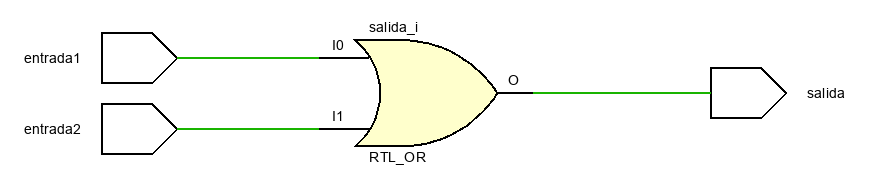 salida_i
entrada1
I0
O
salida
I1
entrada2
RTL_OR